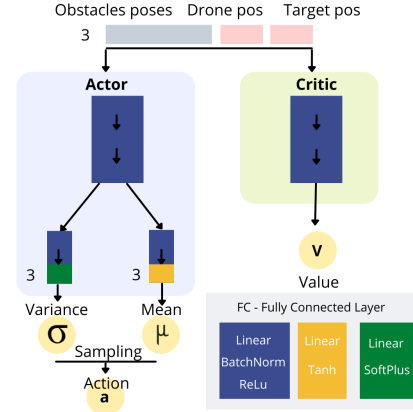 Obstacles poses Drone pos Target pos
3
Actor
Critic
3
3
Variance
Mean
σ
μ
V
Value
Sampling
Action
a
FC - Fully Connected Layer
Linear
BatchNorm
ReLu
Linear
Tanh
Linear
SoftPlus